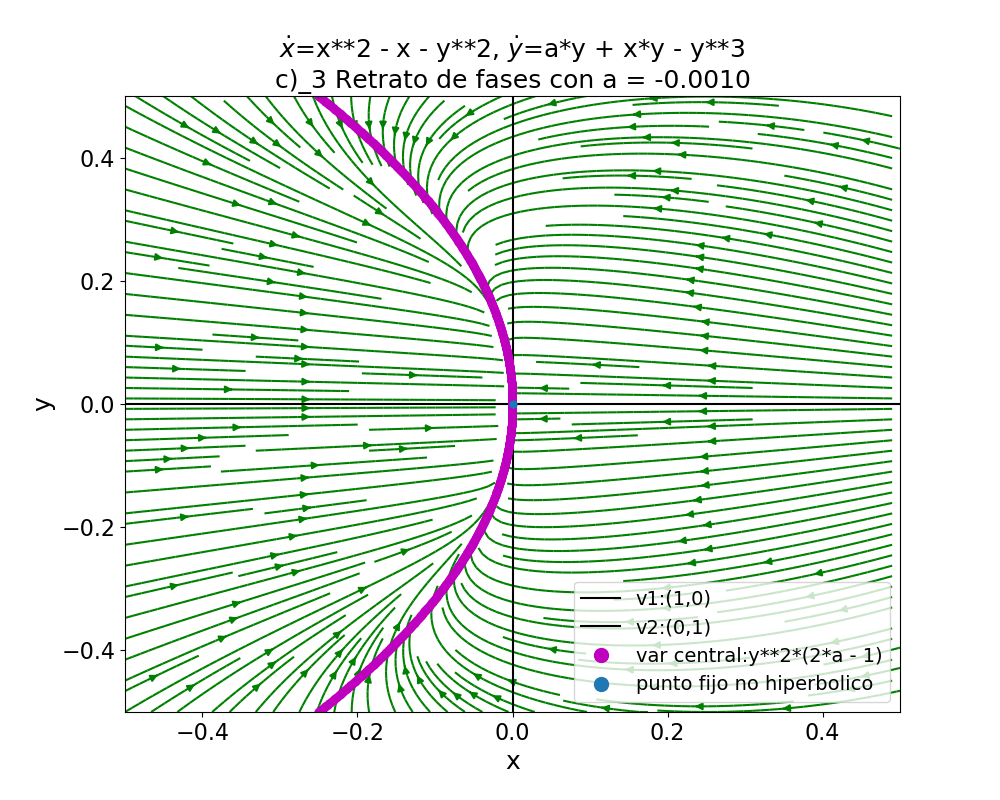 ẋ=x**2 - x - y**2, ẏ=a*y + x*y - y**3
c)_3 Retrato de fases con a = -0.0010
y
0.4
0.2
0.0
−0.2
−0.4
v1:(1,0)
v2:(0,1)
var central:y**2*(2*a - 1)
punto fijo no hiperbolico
−0.4 −0.2 0.0 0.2 0.4
x